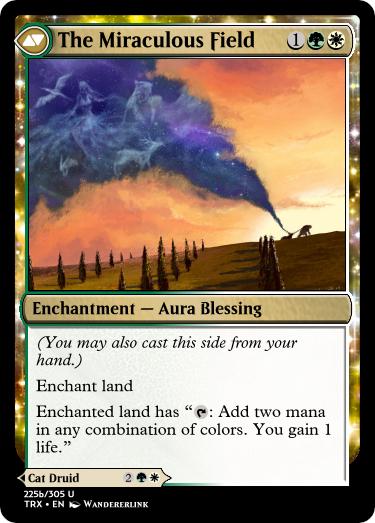 The Miraculous Field 1
Enchantment — Aura Blessing
(You may also cast this side from your
hand.)
Enchant land
Enchanted land has “: Add two mana
in any combination of colors. You gain 1
life.”
Cat Druid 2
225b/305 U
TRX • EN WANDERERLINK